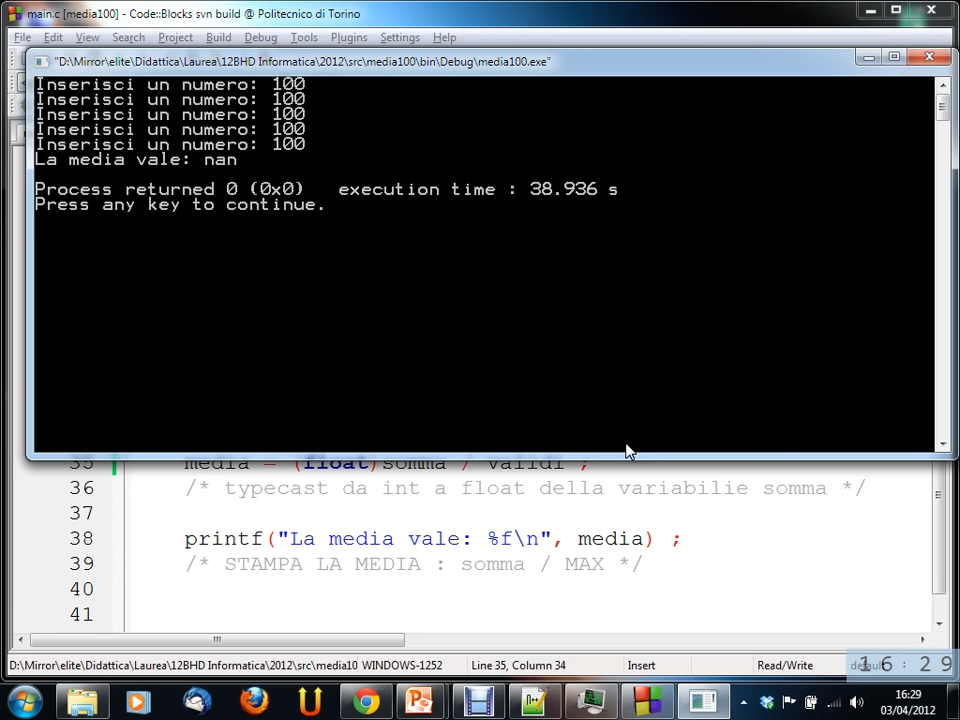 main.c [media100] - Code::Blocks svn build @ Politecnico di Torino
File Edit View Search Project Build Debug Tools Plugins Settings Help
"D:\Mirror\elite\Didattica\Laurea\12BHD Informatica\2012\src\media100\bin\Debug\media100.exe"
Inserisci un numero: 100
Inserisci un numero: 100
Inserisci un numero: 100
Inserisci un numero: 100
Inserisci un numero: 100
La media vale: nan
Process returned 0 (0x0)   execution time : 38.936 s
Press any key to continue.
35 media = (float)somma / validi ;
36 /* typecast da int a float della variabilie somma */
37
38 printf("La media vale: %f\n", media) ;
39 /* STAMPA LA MEDIA : somma / MAX */
40
41
D:\Mirror\elite\Didattica\Laurea\12BHD Informatica\2012\src\media10 WINDOWS-1252 Line 35, Column 34 Insert Read/Write
16:29
16:29
03/04/2012